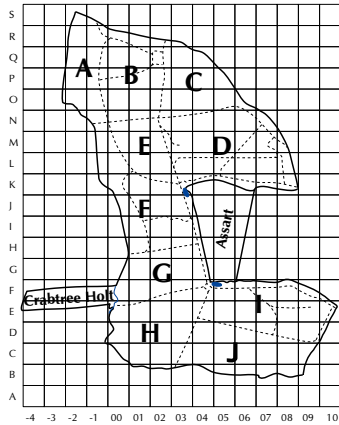 S
R
Q
P
O
N
M
L
K
J
I
H
G
F
E
D
C
B
A
A
B
C
E
D
F
Assart
G
Crabtree Holt
I
H
J
-4 -3 -2 -1 00 01 02 03 04 05 06 07 08 09 10